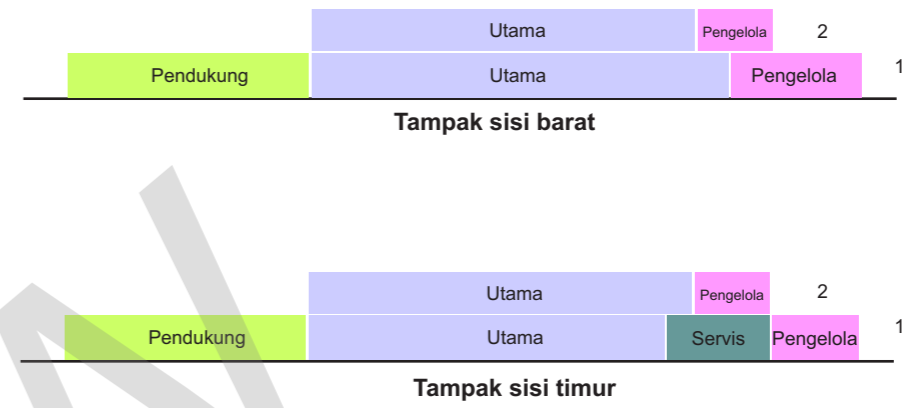 Utama Pengelola 2
Pendukung Utama Pengelola 1
Tampak sisi barat
Utama Pengelola 2
Pendukung Utama Servis Pengelola 1
Tampak sisi timur